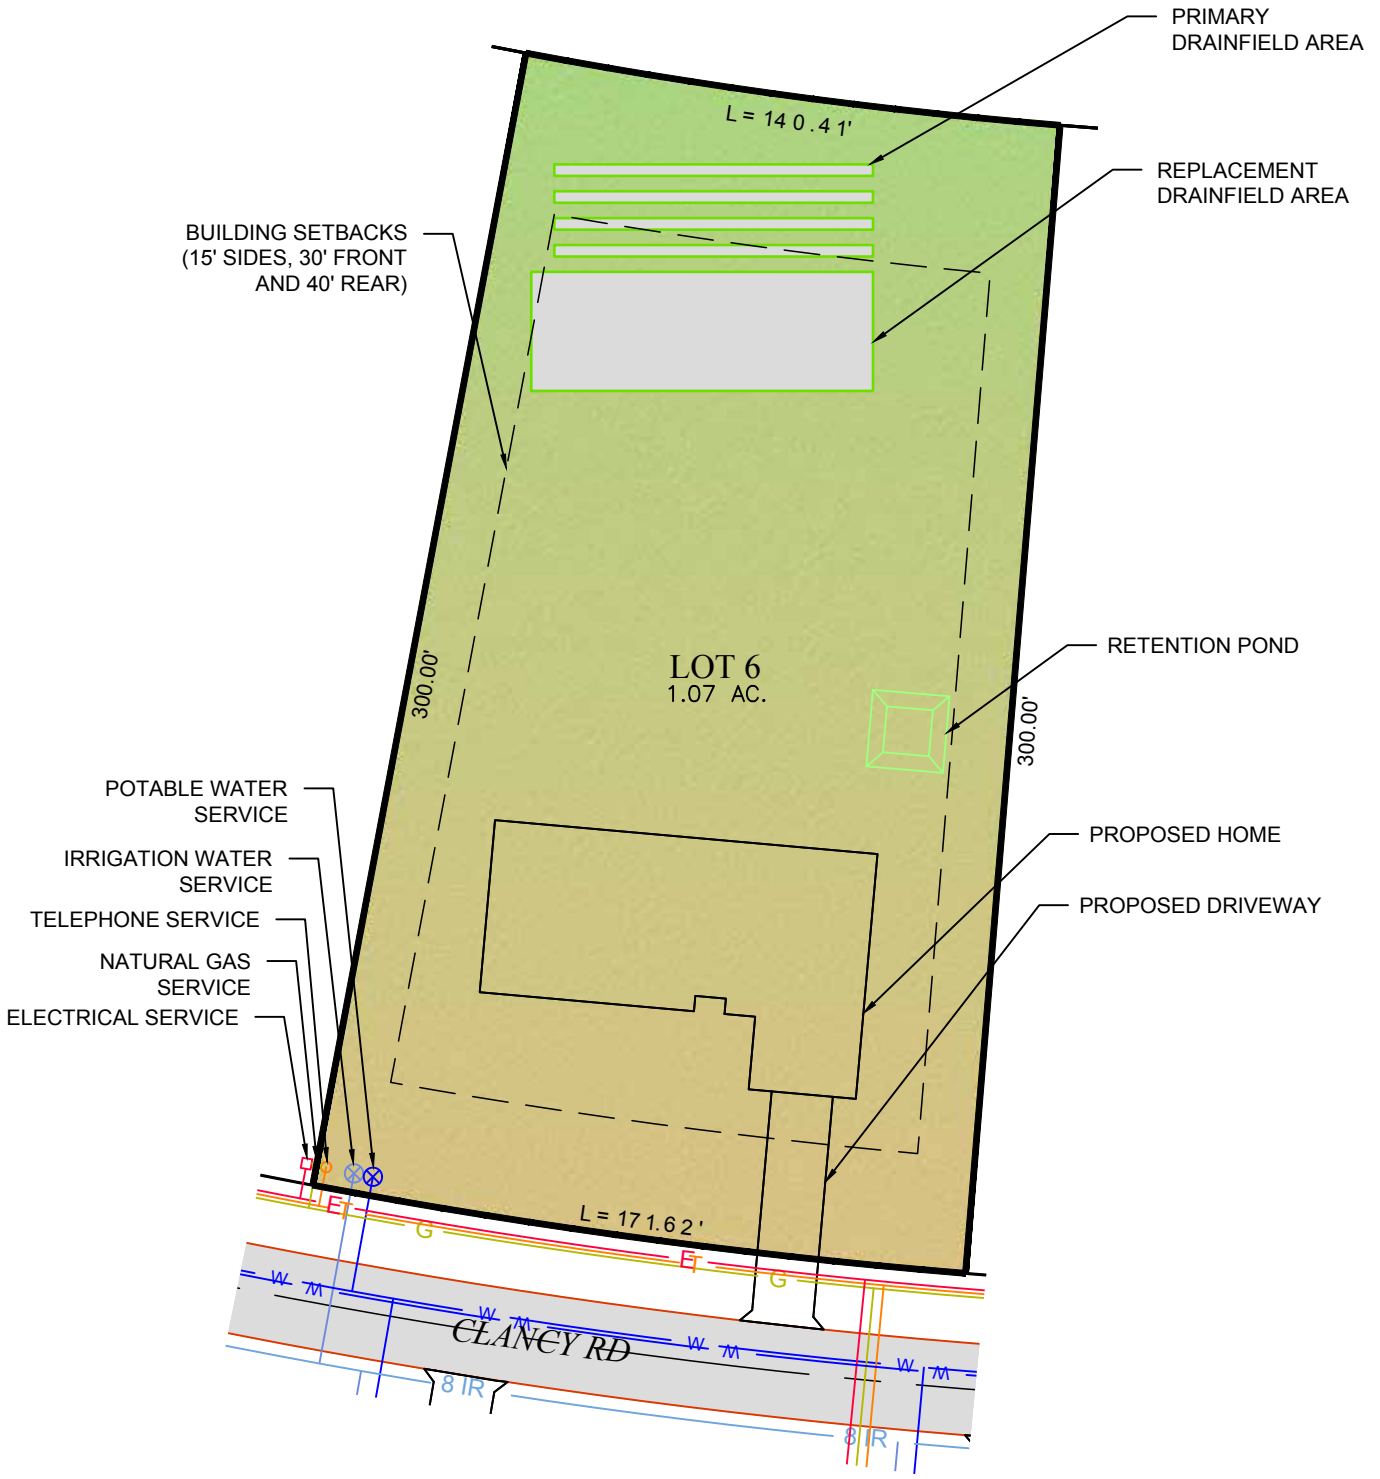 PRIMARY
DRAINFIELD AREA
L = 140.41'
REPLACEMENT
DRAINFIELD AREA
BUILDING SETBACKS
(15' SIDES, 30' FRONT
AND 40' REAR)
RETENTION POND
LOT 6
1.07 AC.
300.00'
300.00'
POTABLE WATER
SERVICE
PROPOSED HOME
IRRIGATION WATER
SERVICE
PROPOSED DRIVEWAY
TELEPHONE SERVICE
NATURAL GAS
SERVICE
ELECTRICAL SERVICE
L = 171.62'
E
T
G
E
T
G
W
W
W
W
W
W
W
W
CLANCY RD
8 IR
8 IR